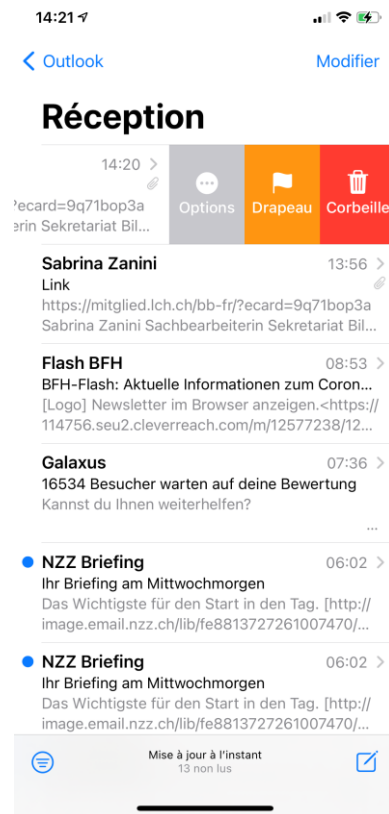 14:21
Outlook
Modifier
Réception
14:20
?ecard=9q71bop3a
erin Sekretariat Bil...
Options
Drapeau
Corbeille
Sabrina Zanini
13:56
Link
https://mitglied.lch.ch/bb-fr/?ecard=9q71bop3a
Sabrina Zanini Sachbearbeiterin Sekretariat Bil...
Flash BFH
08:53
BFH-Flash: Aktuelle Informationen zum Coron...
[Logo] Newsletter im Browser anzeigen.<https://
114756.seu2.cleverreach.com/m/12577238/12...
Galaxus
07:36
16534 Besucher warten auf deine Bewertung
Kannst du Ihnen weiterhelfen?
...
NZZ Briefing
06:02
Ihr Briefing am Mittwochmorgen
Das Wichtigste für den Start in den Tag. [http://
image.email.nzz.ch/lib/fe8813727261007470/...
NZZ Briefing
06:02
Ihr Briefing am Mittwochmorgen
Das Wichtigste für den Start in den Tag. [http://
image.email.nzz.ch/lib/fe8813727261007470/...
Mise à jour à l'instant
13 non lus